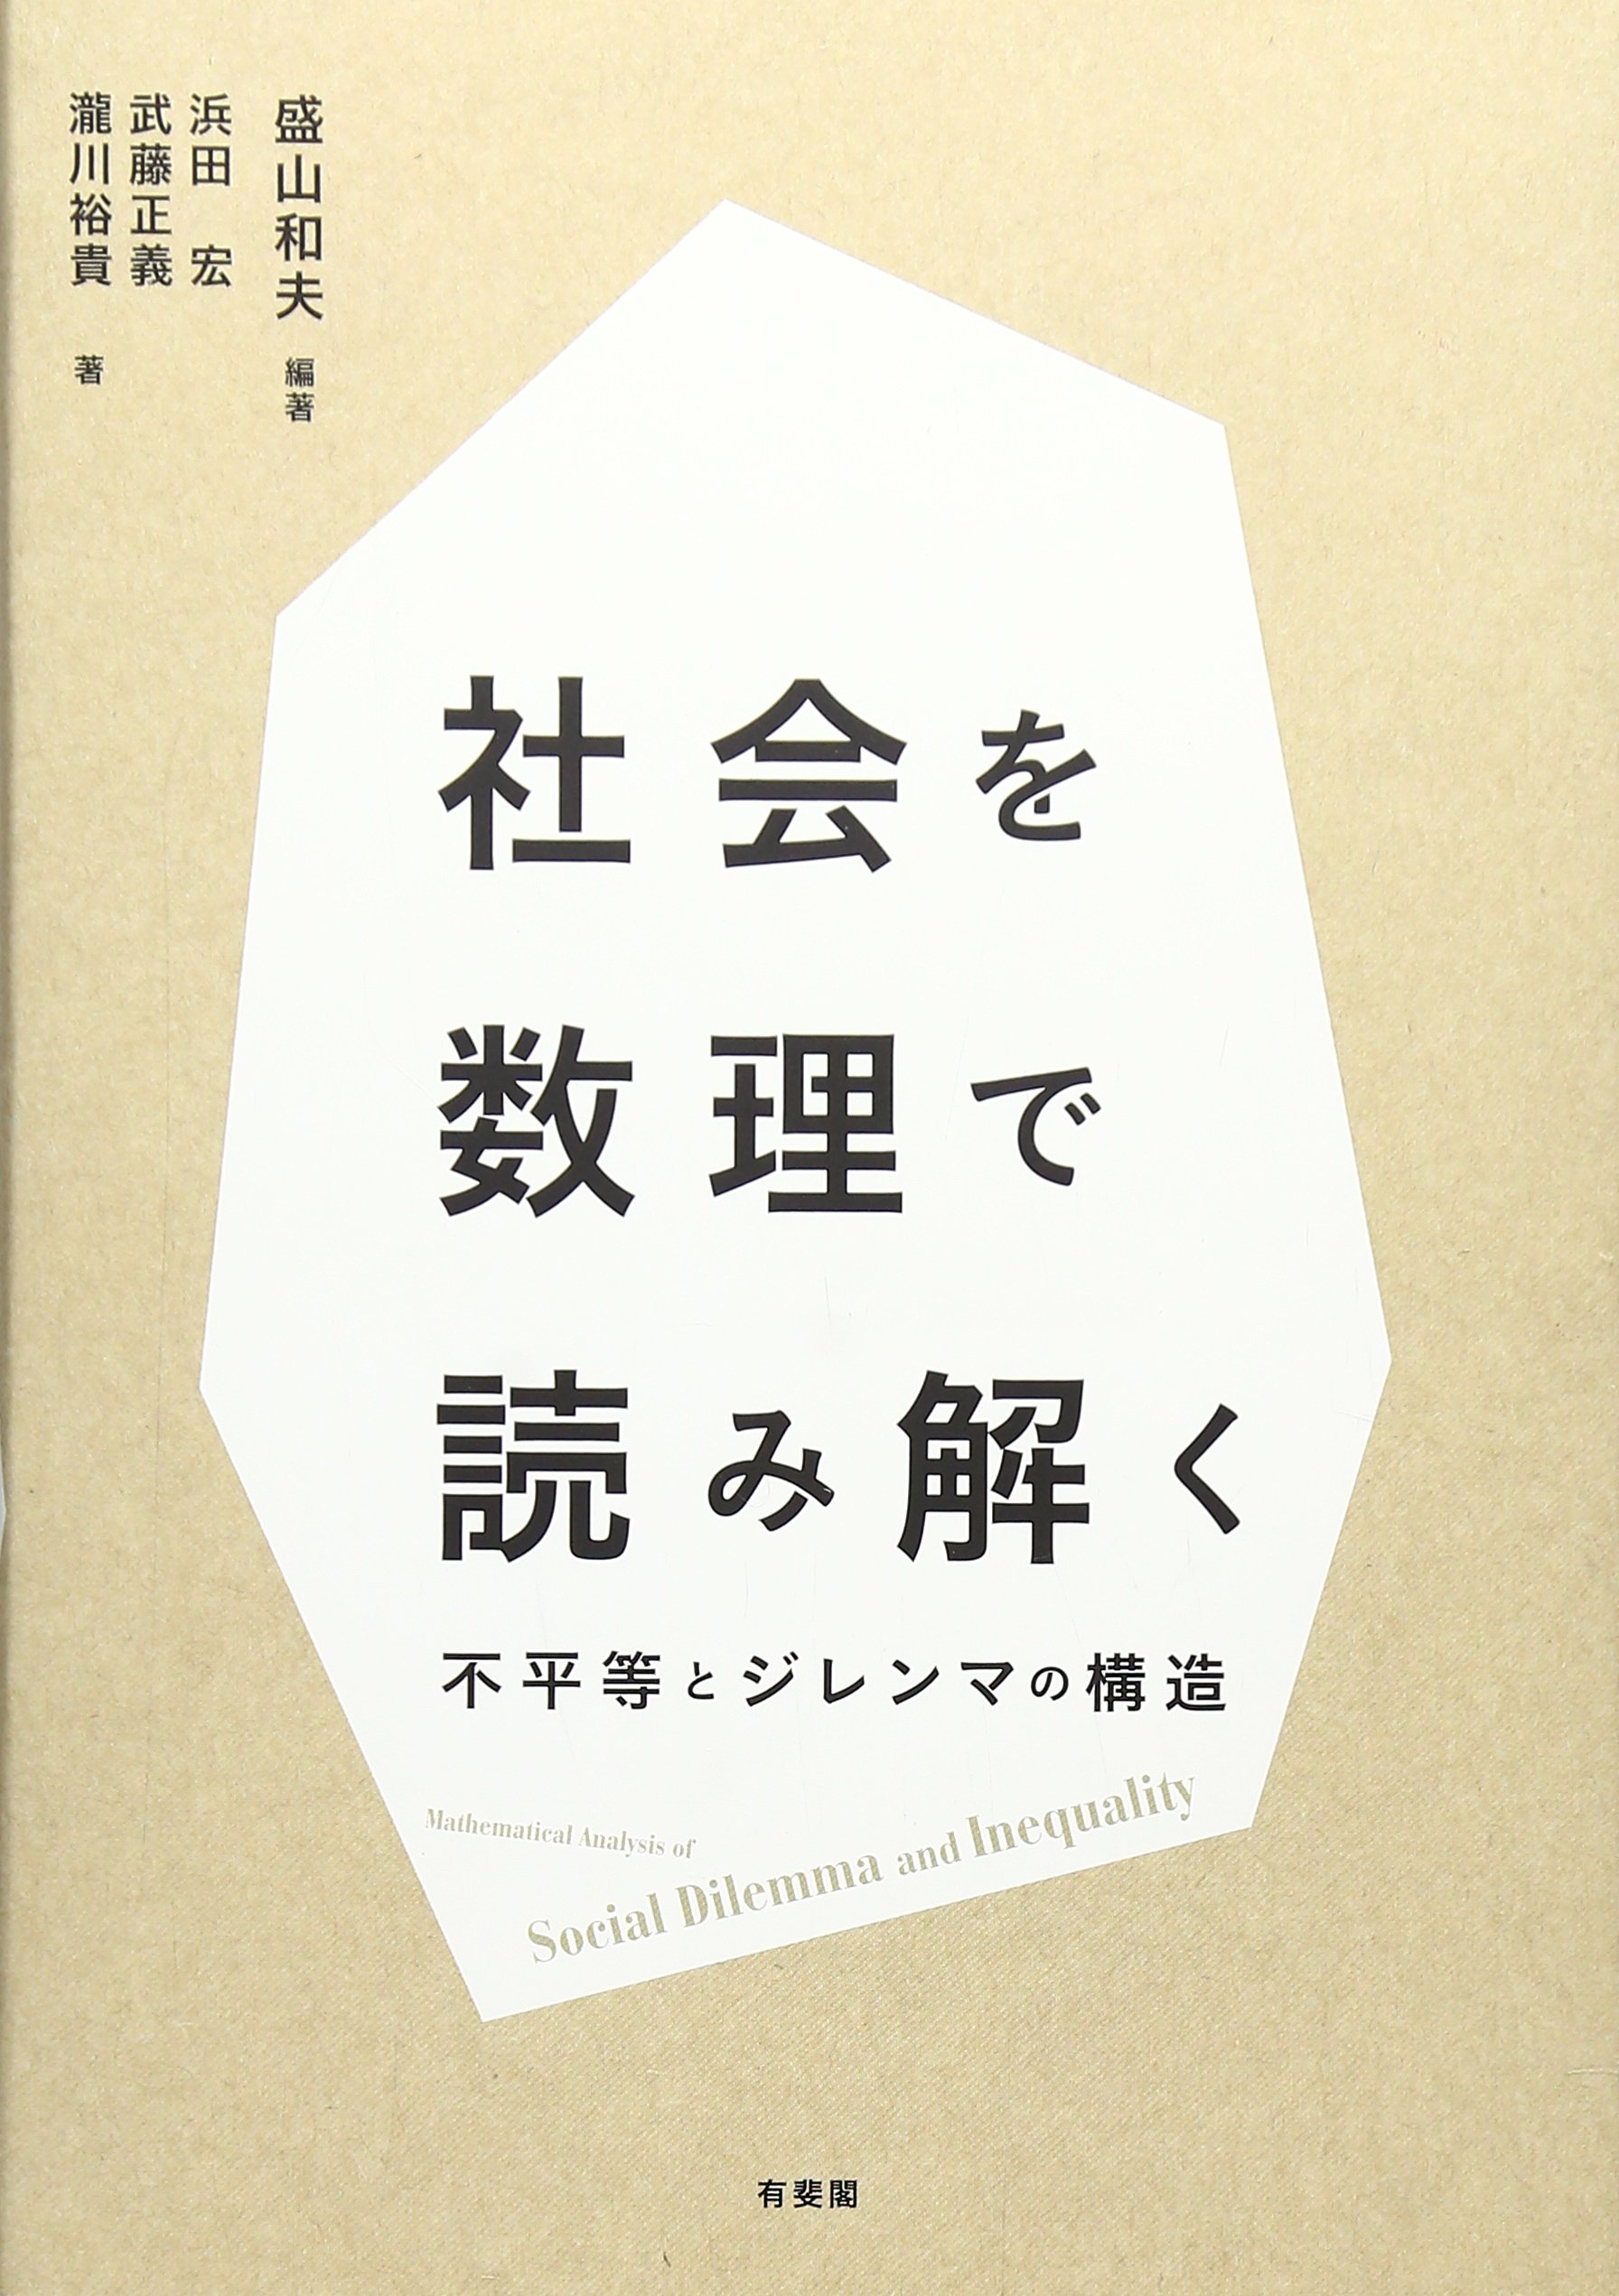 盛山和夫 編著
浜田 宏
武藤正義
瀧川裕貴 著
社会を
数理で
読み解く
不平等とジレンマの構造
Mathematical Analysis of
Social Dilemma and Inequality
有斐閣